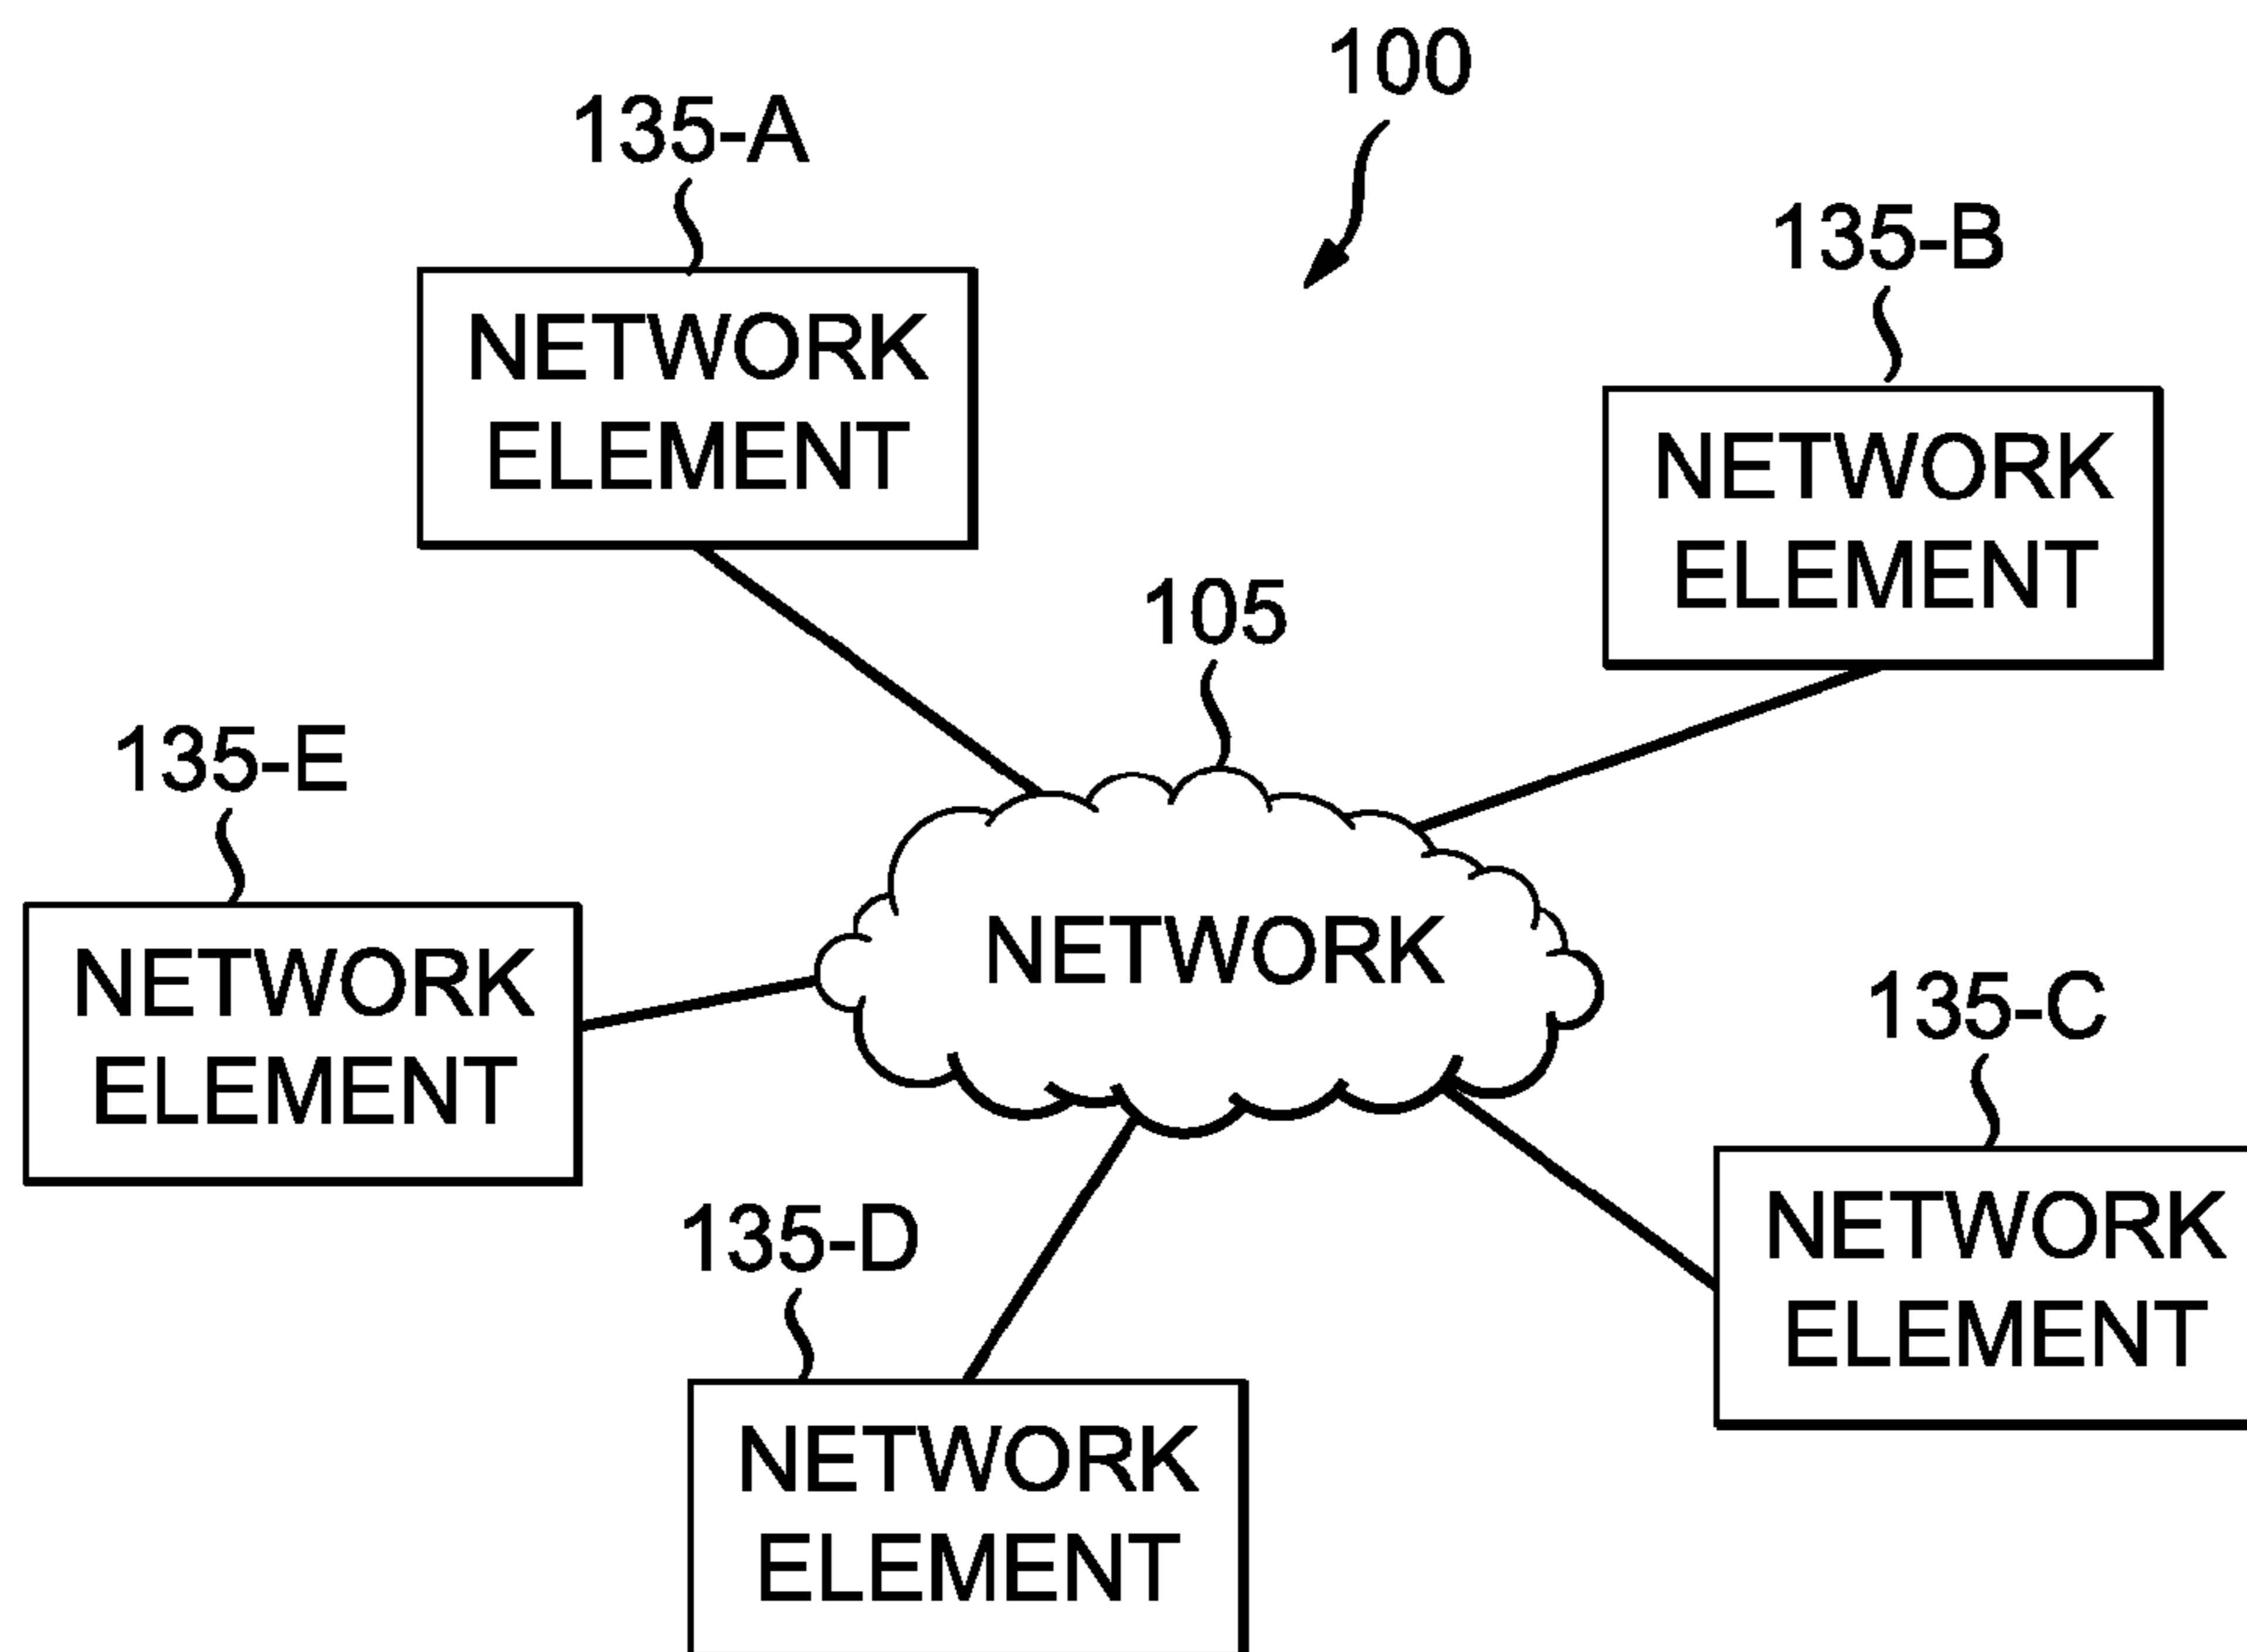 100
135-A
NETWORK
ELEMENT
135-B
NETWORK
ELEMENT
105
NETWORK
135-E
NETWORK
ELEMENT
135-C
NETWORK
ELEMENT
135-D
NETWORK
ELEMENT